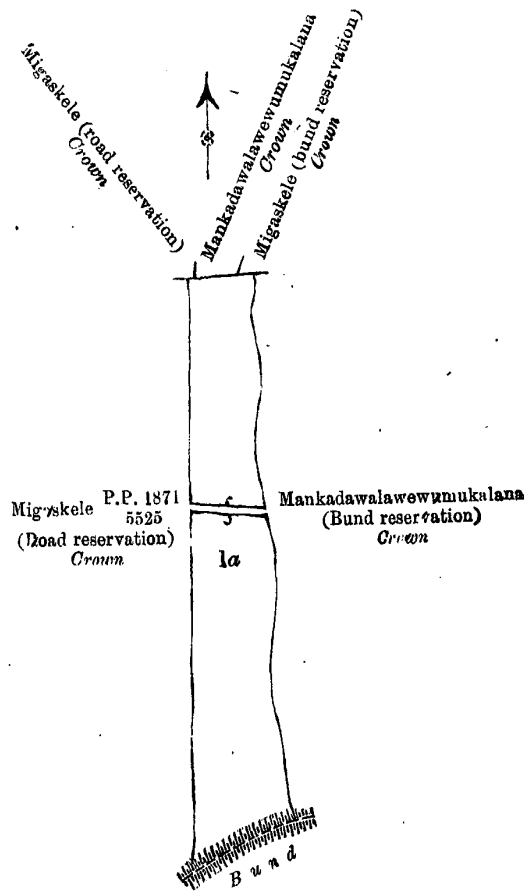 Migaskele (road reservation)
Crown
Mankadawalawewumukalana
Crown
Migaskele (bund reservation)
Crown
P.P. 1871
Migaskele
5525
(Road reservation)
Crown
Mankadawalawewumukalana
(Bund reservation)
Crown
1a
Bund